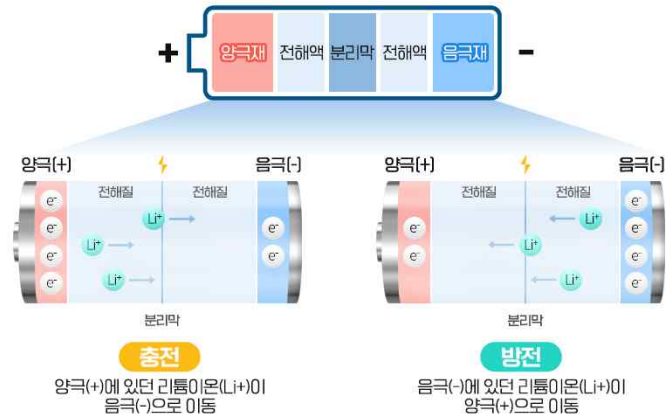 + 양극재 전해액 분리막 전해액 음극재 -
양극(+) 음극(-)
전해질 전해질
e-
e-
e-
e-
Li+
Li+
Li+
e-
e-
분리막
충전
양극(+)에 있던 리튬이온(Li+)이
음극(-)으로 이동
양극(+) 음극(-)
전해질 전해질
e-
e-
Li+
Li+
Li+
e-
e-
e-
e-
분리막
방전
음극(-)에 있던 리튬이온(Li+)이
양극(+)으로 이동